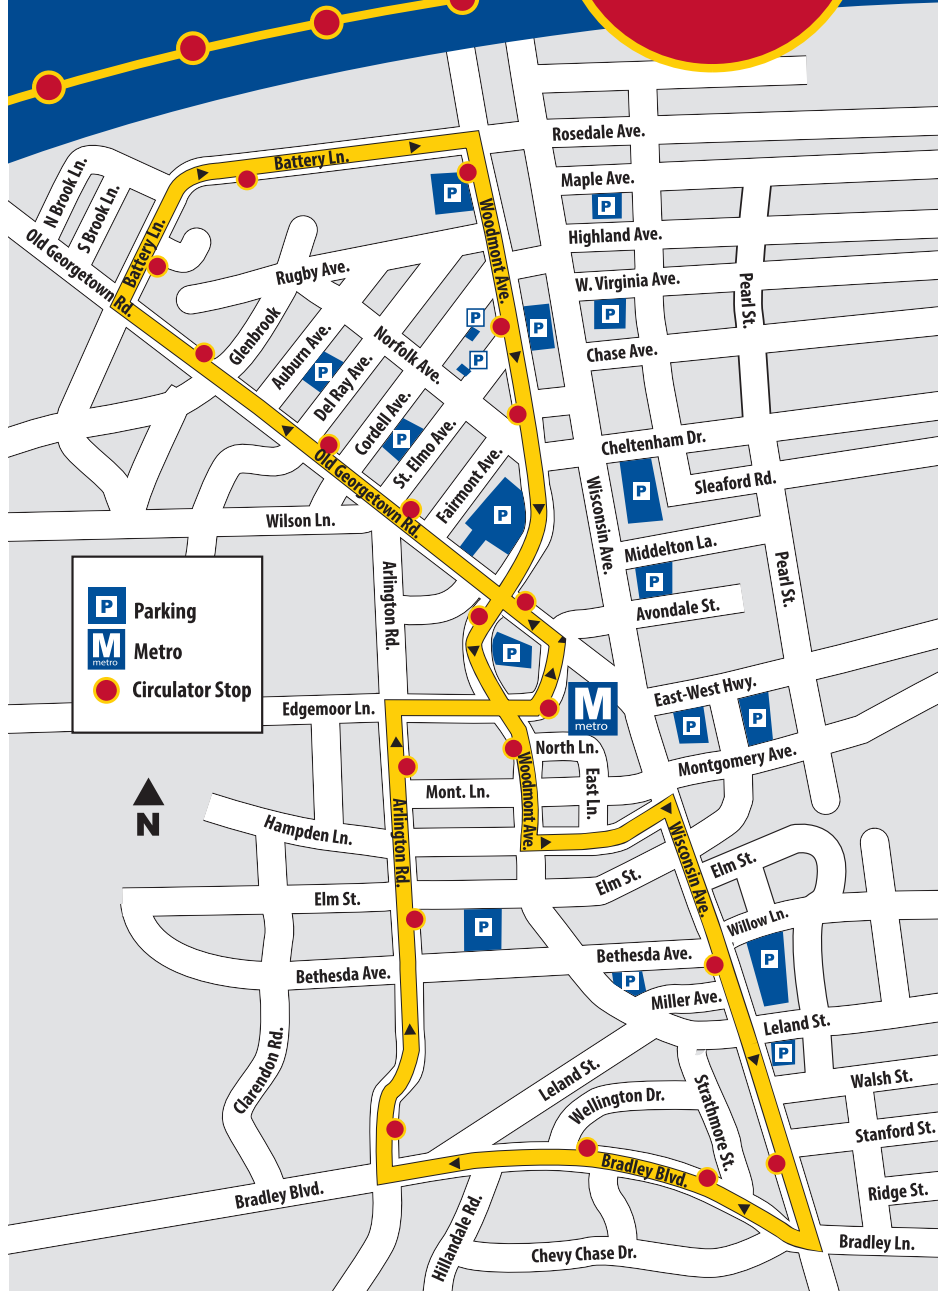 Rosedale Ave.
Battery Ln.
N Brook Ln.
S Brook Ln.
Maple Ave.
P
P
Woodmont Ave.
Highland Ave.
Old Georgetown Rd.
Battery Ln.
Rugby Ave.
W. Virginia Ave.
Pearl St.
P
P
P
Glenbrook
Auburn Ave.
Norfolk Ave.
Chase Ave.
P
P
Del Ray Ave.
Cordell Ave.
St. Elmo Ave.
P
Cheltenham Dr.
Old Georgetown Rd.
Fairmont Ave.
Wisconsin Ave.
Sleaford Rd.
P
P
Wilson Ln.
Middelton La.
Arlington Rd.
Pearl St.
P
Avondale St.
P
Parking
M
metro
Metro
Circulator Stop
P
East-West Hwy.
M
metro
Edgemoor Ln.
P
P
North Ln.
Montgomery Ave.
Woodmont Ave.
East Ln.
Mont. Ln.
N
Arlington Rd.
Hampden Ln.
Wisconsin Ave.
Elm St.
Elm St.
Elm St.
Willow Ln.
P
Bethesda Ave.
P
Bethesda Ave.
P
Miller Ave.
Leland St.
P
Clarendon Rd.
Leland St.
Walsh St.
Wellington Dr.
Strathmore St.
Stanford St.
Bradley Blvd.
Bradley Blvd.
Ridge St.
Hillandale Rd.
Chevy Chase Dr.
Bradley Ln.